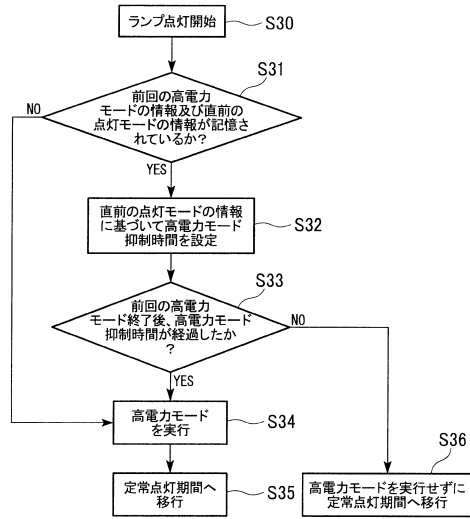 ランプ点灯開始
S30
S31
前回の高電力
モードの情報及び直前の
点灯モードの情報が記憶さ
れているか?
NO
YES
直前の点灯モードの情報
に基づいて高電力モード
抑制時間を設定
S32
S33
前回の高電力
モード終了後、高電力モード
抑制時間が経過したか
?
NO
YES
高電力モード
を実行
S34
S36
定常点灯期間へ
移行
S35
高電力モードを実行せずに
定常点灯期間へ移行